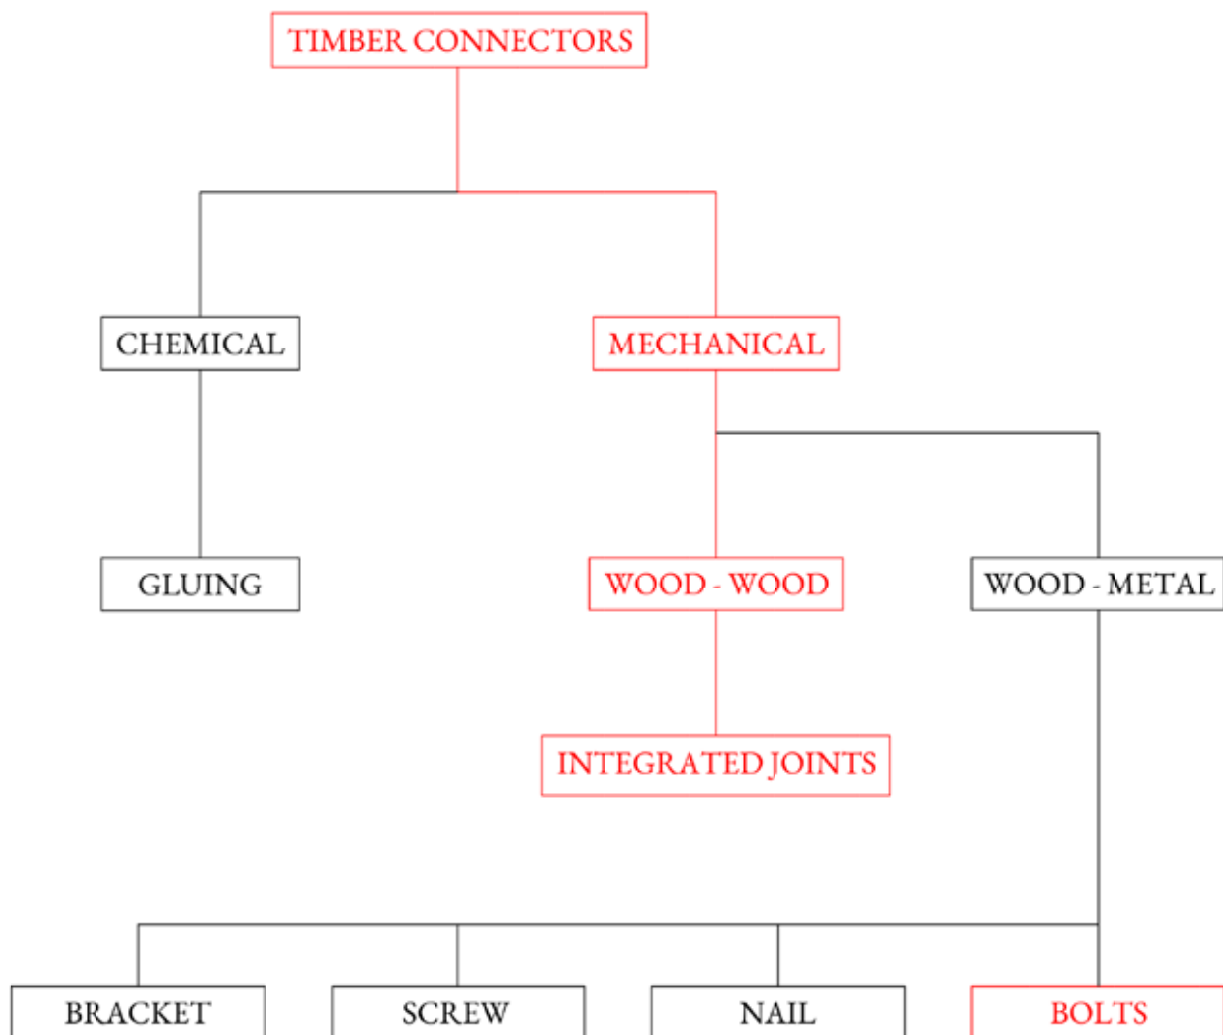 TIMBER CONNECTORS
CHEMICAL
MECHANICAL
GLUING
WOOD - WOOD
WOOD - METAL
INTEGRATED JOINTS
BRACKET
SCREW
NAIL
BOLTS